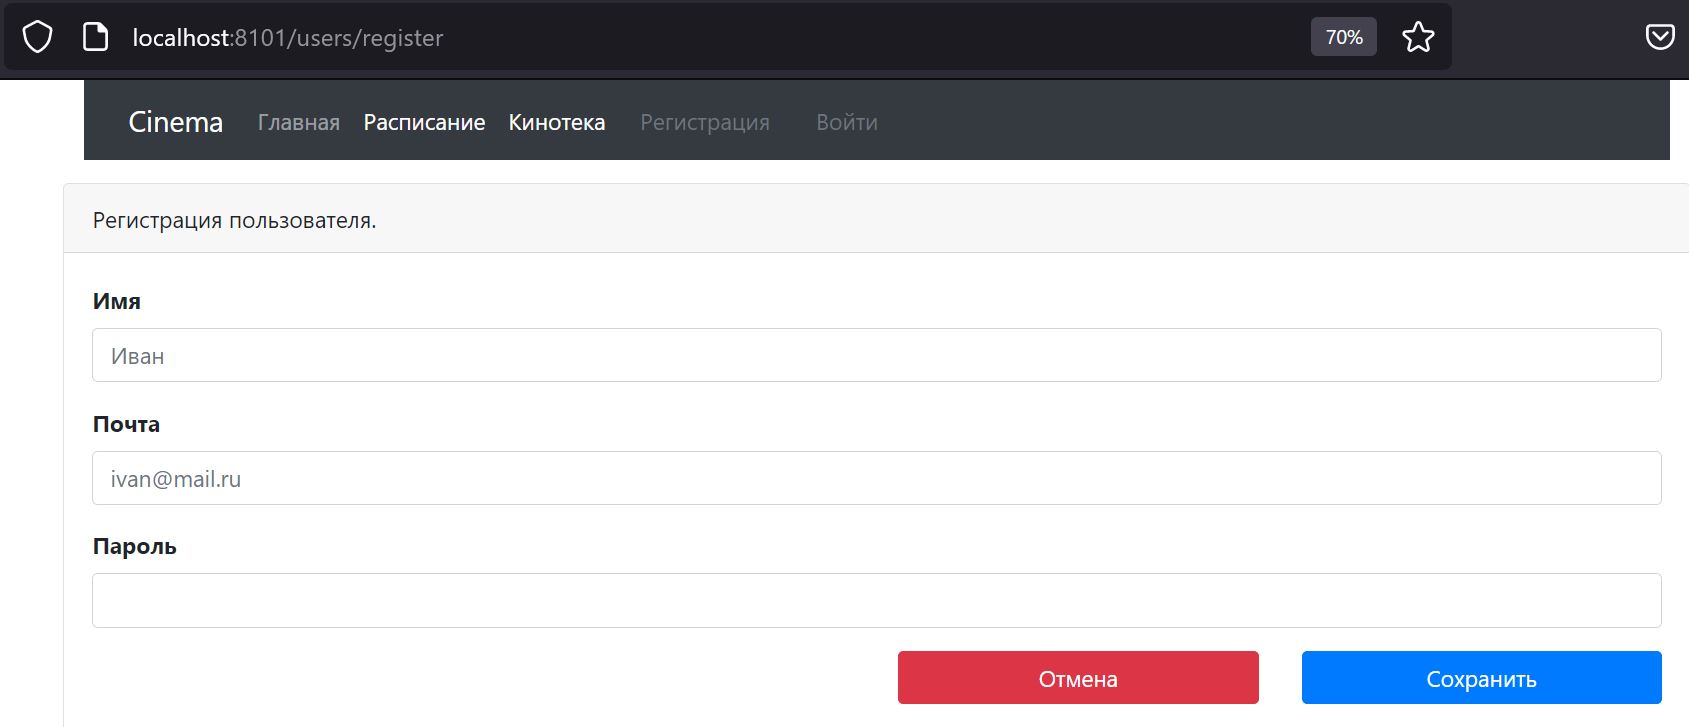 localhost:8101/users/register 70%
Cinema Главная Расписание Кинотека Регистрация Войти
Регистрация пользователя.
Имя
Иван
Почта
ivan@mail.ru
Пароль
Отмена Сохранить